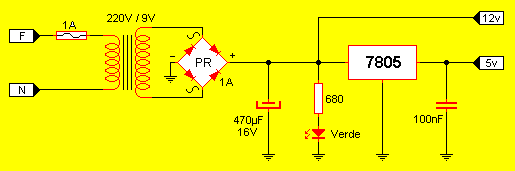 220V / 9V
12v
1A
F
PR
7805
5v
1A
N
680
470µF
16V
Verde
100nF